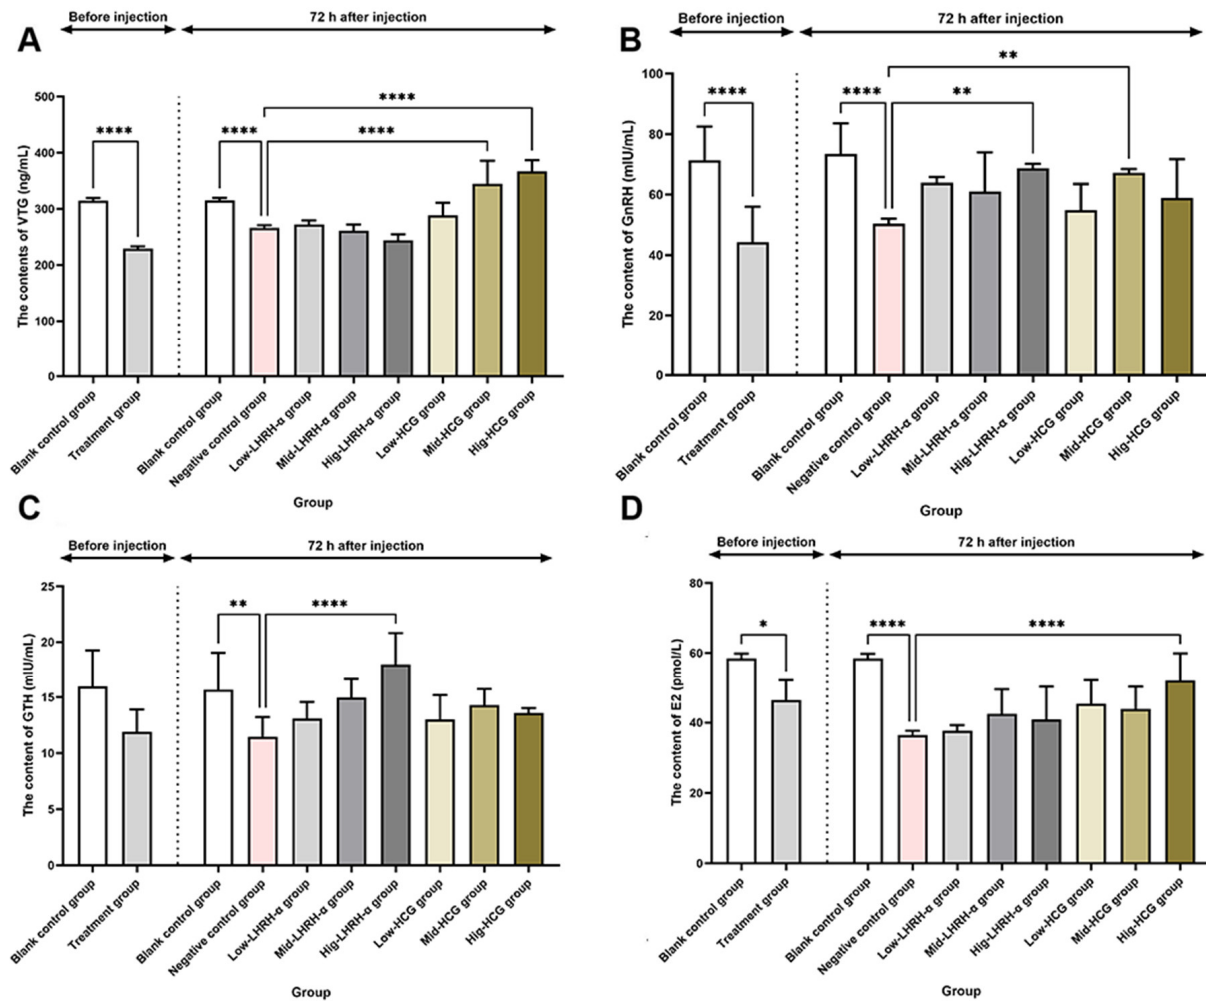 A
Before injection
72 h after injection
The contents of VTG (ng/mL)
500
400
300
200
100
0
****
****
****
****
Blank control group
Treatment group
Blank control group
Negative control group
Low-LHRH-α group
Mid-LHRH-α group
Hig-LHRH-α group
Low-HCG group
Mid-HCG group
Hig-HCG group
Group
B
Before injection
72 h after injection
The content of GnRH (mIU/mL)
100
80
60
40
20
0
****
****
**
**
Blank control group
Treatment group
Blank control group
Negative control group
Low-LHRH-α group
Mid-LHRH-α group
Hig-LHRH-α group
Low-HCG group
Mid-HCG group
Hig-HCG group
Group
C
Before injection
72 h after injection
The content of GTH (mIU/mL)
25
20
15
10
5
0
**
****
Blank control group
Treatment group
Blank control group
Negative control group
Low-LHRH-α group
Mid-LHRH-α group
Hig-LHRH-α group
Low-HCG group
Mid-HCG group
Hig-HCG group
Group
D
Before injection
72 h after injection
The content of E2 (pmol/L)
80
60
40
20
0
*
****
****
Blank control group
Treatment group
Blank control group
Negative control group
Low-LHRH-α group
Mid-LHRH-α group
Hig-LHRH-α group
Low-HCG group
Mid-HCG group
Hig-HCG group
Group